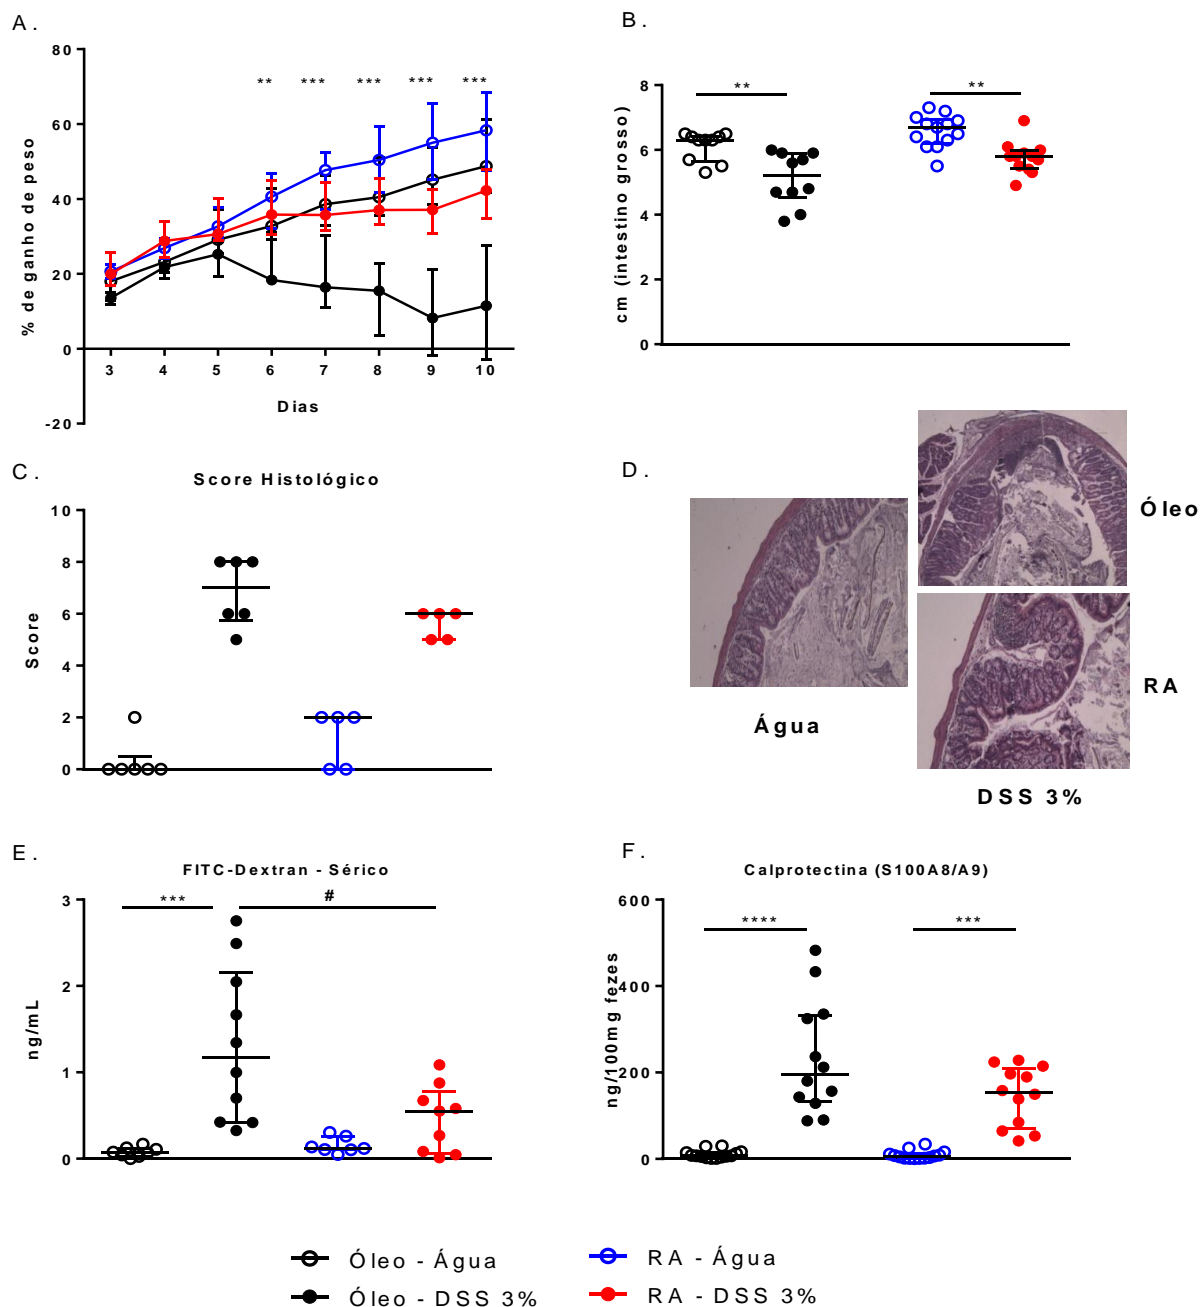 A.
% de ganho de peso
80
60
40
20
0
-20
** *** *** *** ***
3 4 5 6 7 8 9 10
Dias
B.
cm (intestino grosso)
8
6
4
2
0
** **
C.
Score Histológico
Score
10
8
6
4
2
0
D.
Água
Óleo
RA
DSS 3%
E.
FITC-Dextran - Sérico
ng/mL
3
2
1
0
*** #
F.
Calprotectina (S100A8/A9)
ng/100mg fezes
600
400
200
0
**** ***
Óleo - Água
RA - Água
Óleo - DSS 3%
RA - DSS 3%